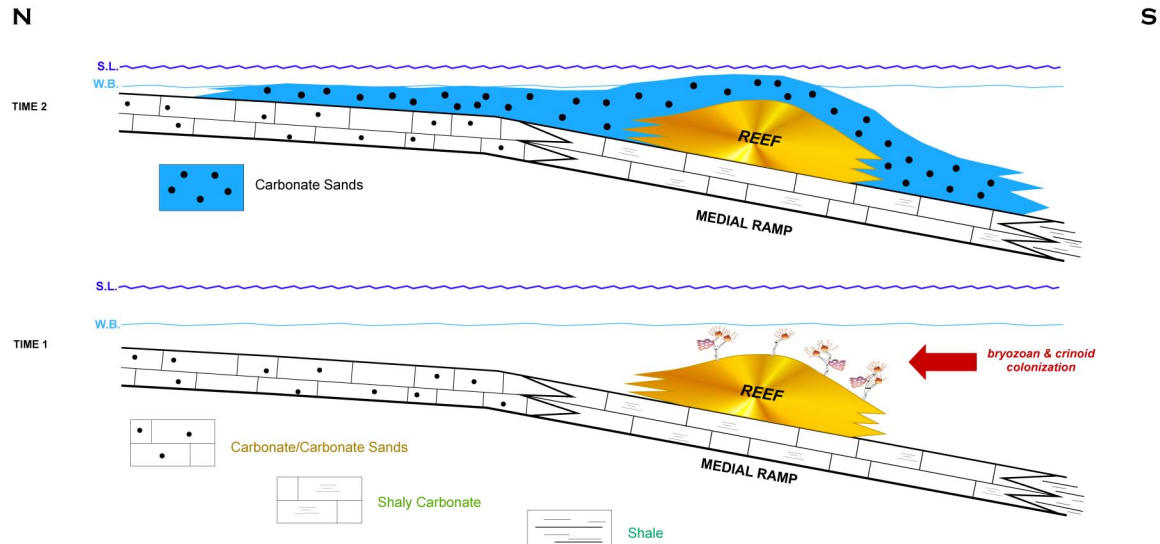 N
S
S.L.
W.B.
TIME 2
REEF
Carbonate Sands
MEDIAL RAMP
S.L.
W.B.
TIME 1
bryozoan & crinoid
colonization
REEF
Carbonate/Carbonate Sands
MEDIAL RAMP
Shaly Carbonate
Shale